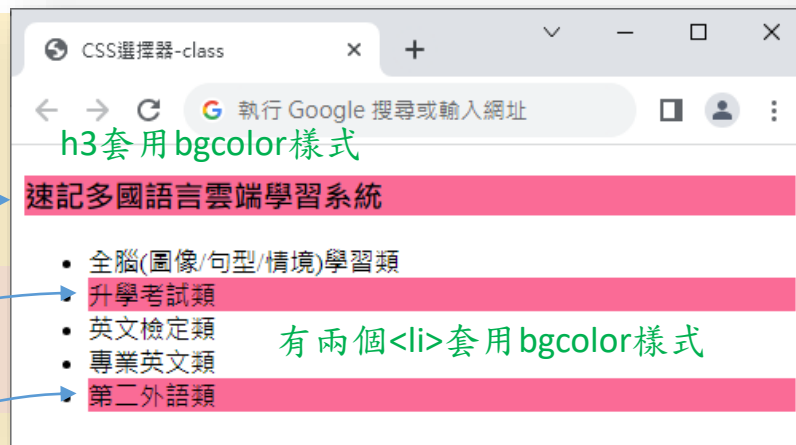 CSS選擇器-class
執行 Google 搜尋或輸入網址
h3套用bgcolor樣式
速記多國語言雲端學習系統
全腦(圖像/句型/情境)學習類
升學考試類
英文檢定類
有兩個<li>套用bgcolor樣式
專業英文類
第二外語類